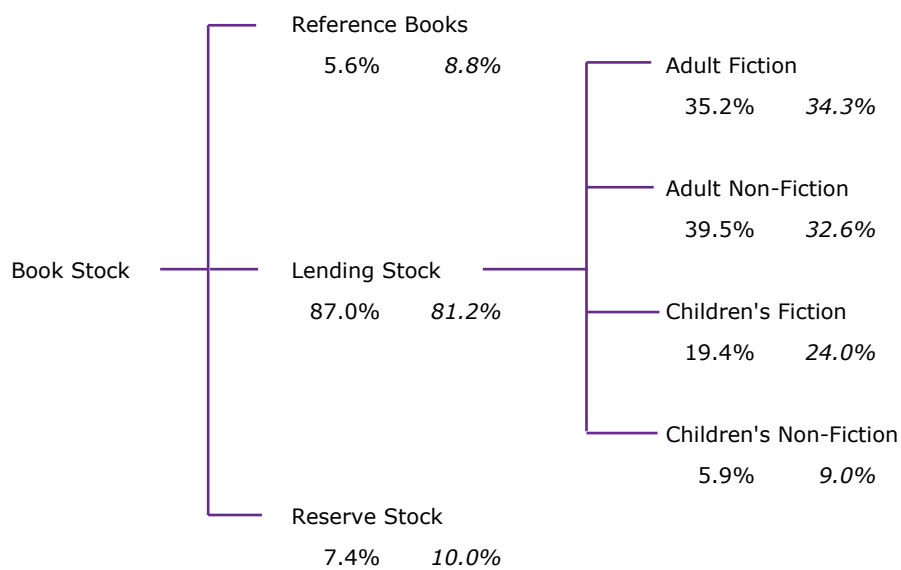 Reference Books
5.6% 8.8%
Adult Fiction
35.2% 34.3%
Adult Non-Fiction
39.5% 32.6%
Book Stock
Lending Stock
87.0% 81.2%
Children's Fiction
19.4% 24.0%
Children's Non-Fiction
5.9% 9.0%
Reserve Stock
7.4% 10.0%